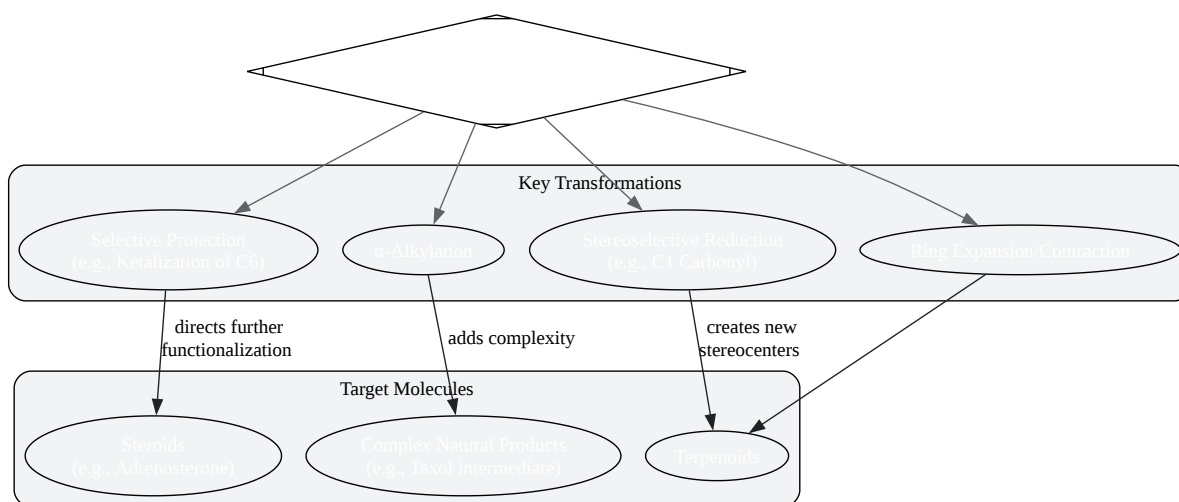 Key Transformations
Selective Protection
(e.g., Ketalization of C6)
α-Alkylation
Stereoselective Reduction
(e.g., C1 Carbonyl)
Ring Expansion/Contraction
directs further
functionalization
adds complexity
creates new
stereocenters
Target Molecules
Steroids
(e.g., Adrenosterone)
Complex Natural Products
(e.g., Taxol Intermediate)
Terpenoids